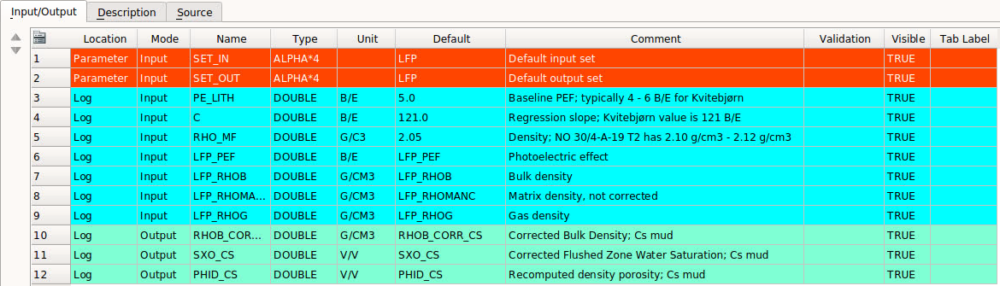 Input/Output Description Source
Location Mode Name Type Unit Default Comment Validation Visible Tab Label
1 Parameter Input SET_IN ALPHA*4 LFP Default input set TRUE
2 Parameter Input SET_OUT ALPHA*4 LFP Default output set TRUE
3 Log Input PE_LITH DOUBLE B/E 5.0 Baseline PEF; typically 4 - 6 B/E for Kvitebjørn TRUE
4 Log Input C DOUBLE B/E 121.0 Regression slope; Kvitebjørn value is 121 B/E TRUE
5 Log Input RHO_MF DOUBLE G/C3 2.05 Density; NO 30/4-A-19 T2 has 2.10 g/cm3 - 2.12 g/cm3 TRUE
6 Log Input LFP_PEF DOUBLE B/E LFP_PEF Photoelectric effect TRUE
7 Log Input LFP_RHOB DOUBLE G/CM3 LFP_RHOB Bulk density TRUE
8 Log Input LFP_RHOMA... DOUBLE G/CM3 LFP_RHOMANC Matrix density, not corrected TRUE
9 Log Input LFP_RHOG DOUBLE G/CM3 LFP_RHOG Gas density TRUE
10 Log Output RHOB_COR... DOUBLE G/CM3 RHOB_CORR_CS Corrected Bulk Density; Cs mud TRUE
11 Log Output SXO_CS DOUBLE V/V SXO_CS Corrected Flushed Zone Water Saturation; Cs mud TRUE
12 Log Output PHID_CS DOUBLE V/V PHID_CS Recomputed density porosity; Cs mud TRUE